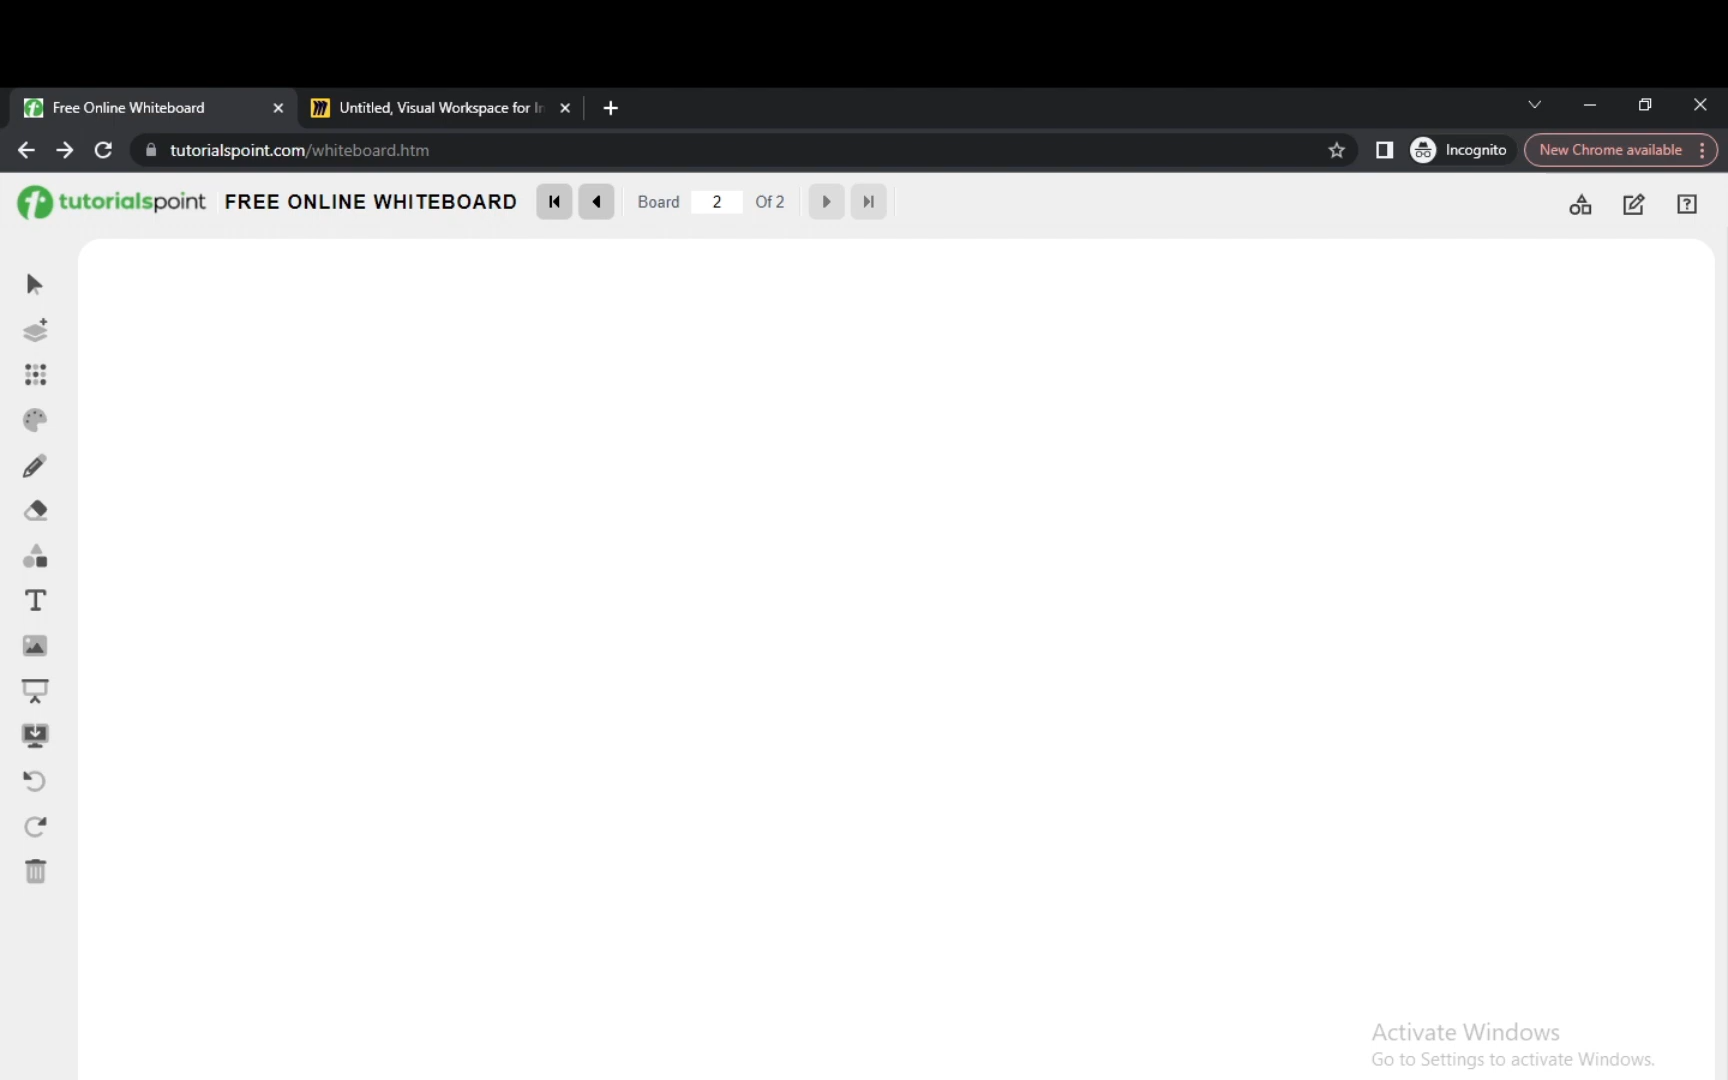 Free Online Whiteboard
Untitled, Visual Workspace for In
tutorialspoint.com/whiteboard.htm
Incognito
New Chrome available
tutorialspoint FREE ONLINE WHITEBOARD
Board 2 Of 2
Activate Windows
Go to Settings to activate Windows.